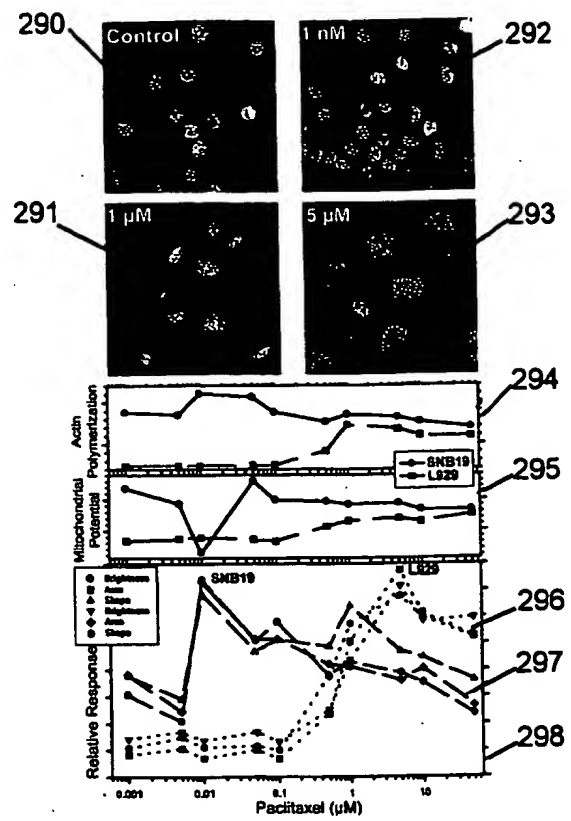 290
Control
1 nM
292
291
1 µM
5 µM
293
294
Actin
Polymerization
SNB19
L929
295
Mitochondrial
Potential
Brightness
Area
Shape
Brightness
Area
Shape
SNB19
L929
296
297
298
Relative Response
0.001
0.01
0.1
1
10
Paclitaxel (µM)